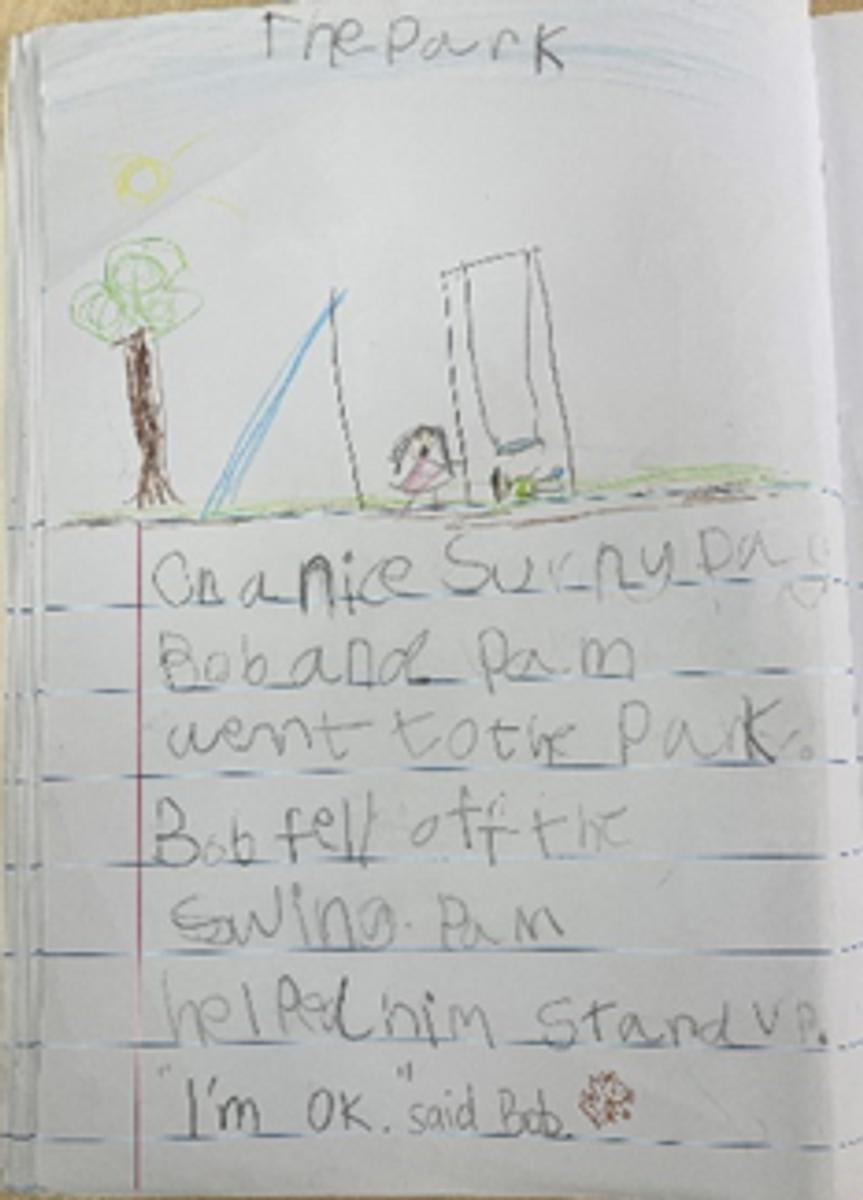 The Park
On a nice Sunny Day
Bob and Pam
went to the Park.
Bob fell off the
Swing. Pam
helped him Stand up.
"I'm OK." said Bob.